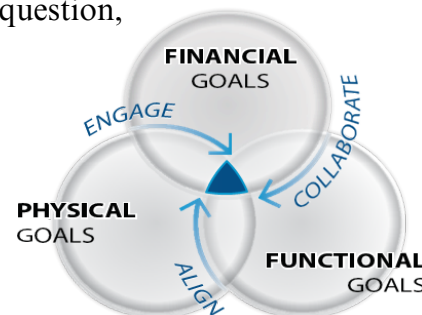 question,
FINANCIAL
GOALS
ENGAGE
COLLABORATE
PHYSICAL
GOALS
FUNCTIONAL
GOALS
ALIGN